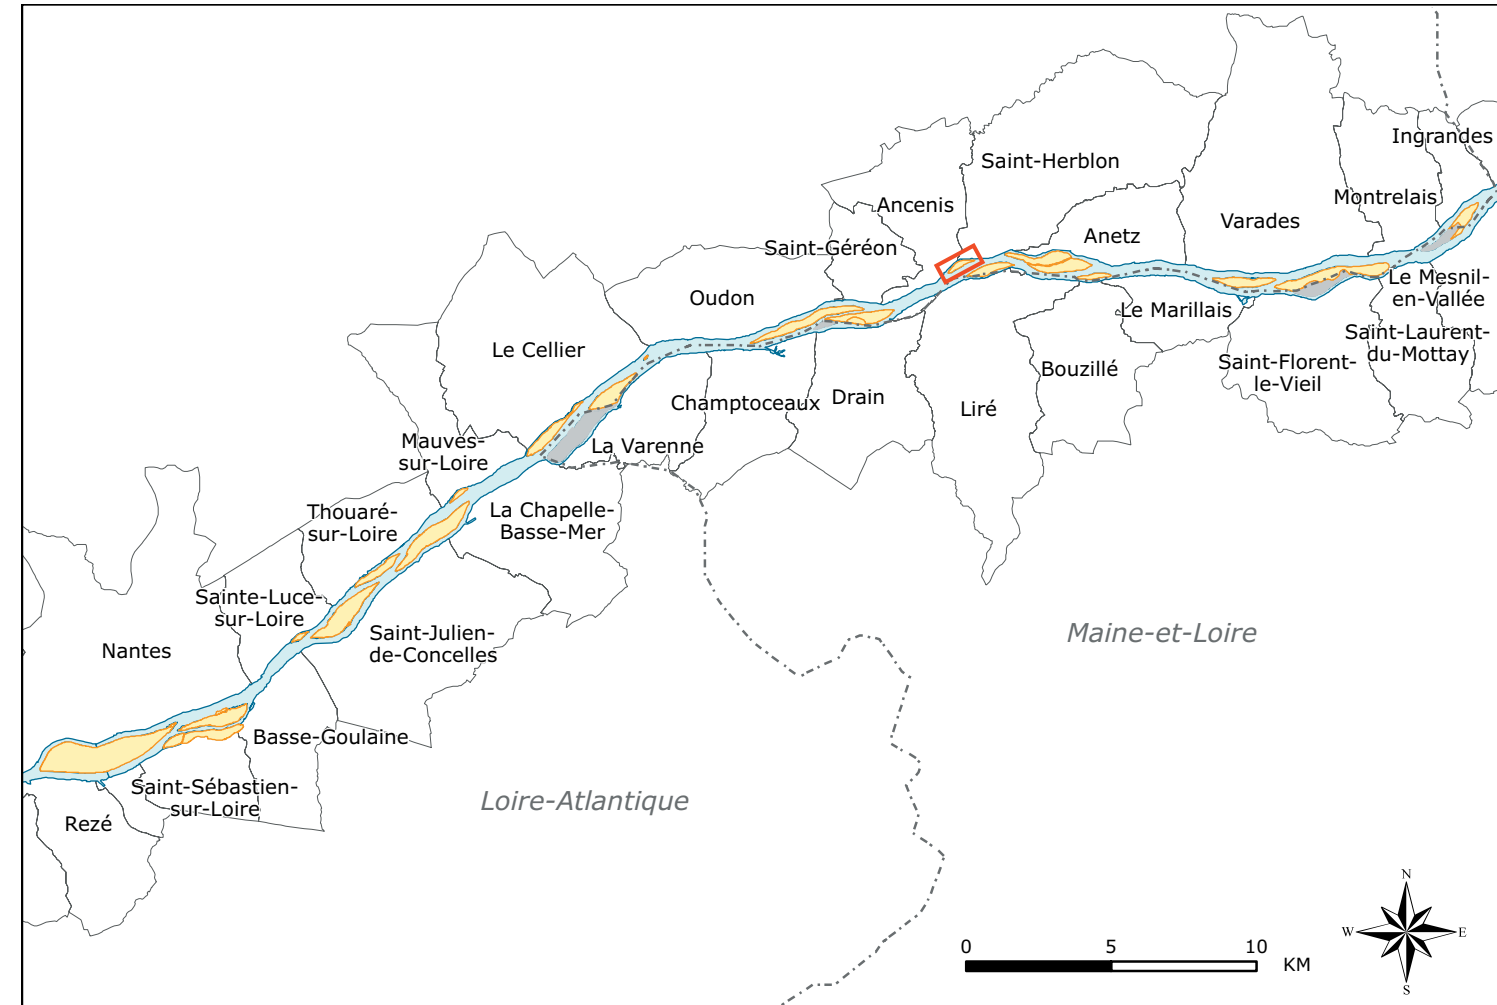 Ingrandes
Saint-Herblon
Montrelais
Ancenis
Varades
Anetz
Saint-Géréon
Le Mesnil-
en-Vallée
Oudon
Le Marillais
Saint-Laurent-
du-Mottay
Le Cellier
Saint-Florent-
le-Vieil
Bouzillé
Champtoceaux
Drain
Liré
Mauves-
sur-Loire
La Varenne
Thouaré-
sur-Loire
La Chapelle-
Basse-Mer
Sainte-Luce-
sur-Loire
Saint-Julien-
de-Concelles
Maine-et-Loire
Nantes
Basse-Goulaine
Saint-Sébastien-
sur-Loire
Loire-Atlantique
Rezé
N
W
E
S
0 5 10
KM